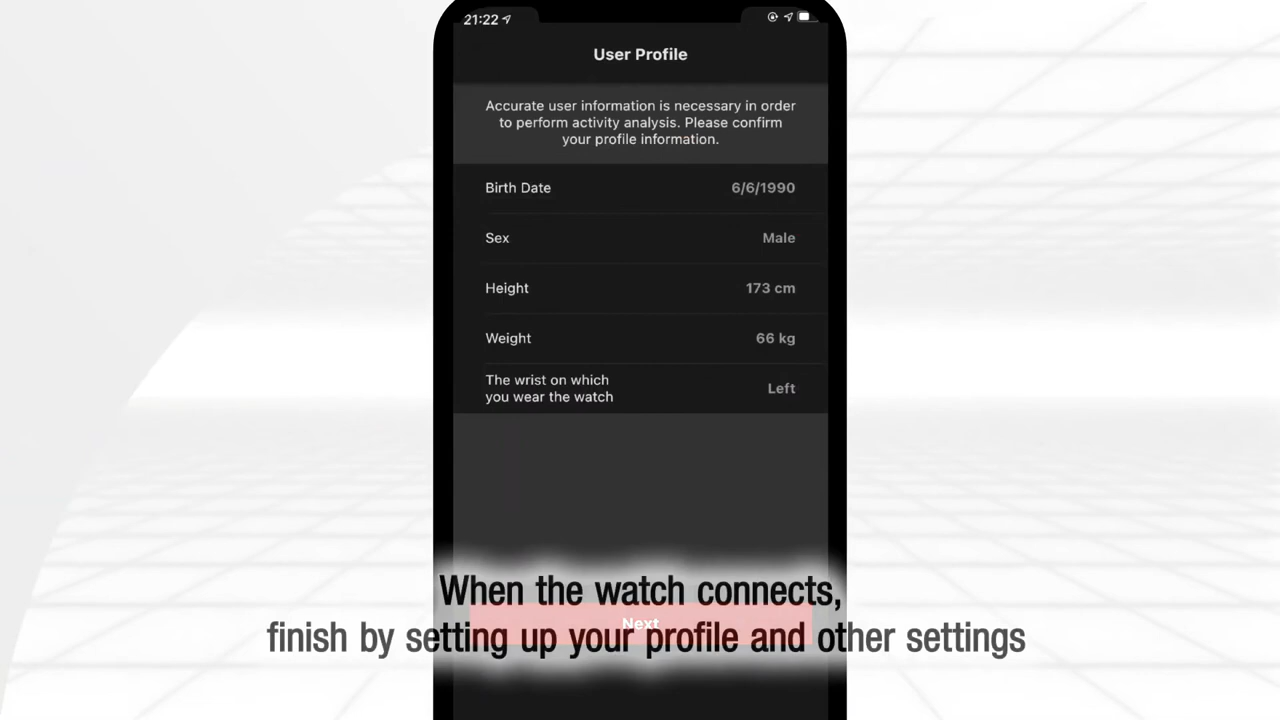 21:22
User Profile
Accurate user information is necessary in order
to perform activity analysis. Please confirm
your profile information.
Birth Date 6/6/1990
Sex Male
Height 173 cm
Weight 66 kg
The wrist on which
you wear the watch Left
When the watch connects,
Next
finish by setting up your profile and other settings